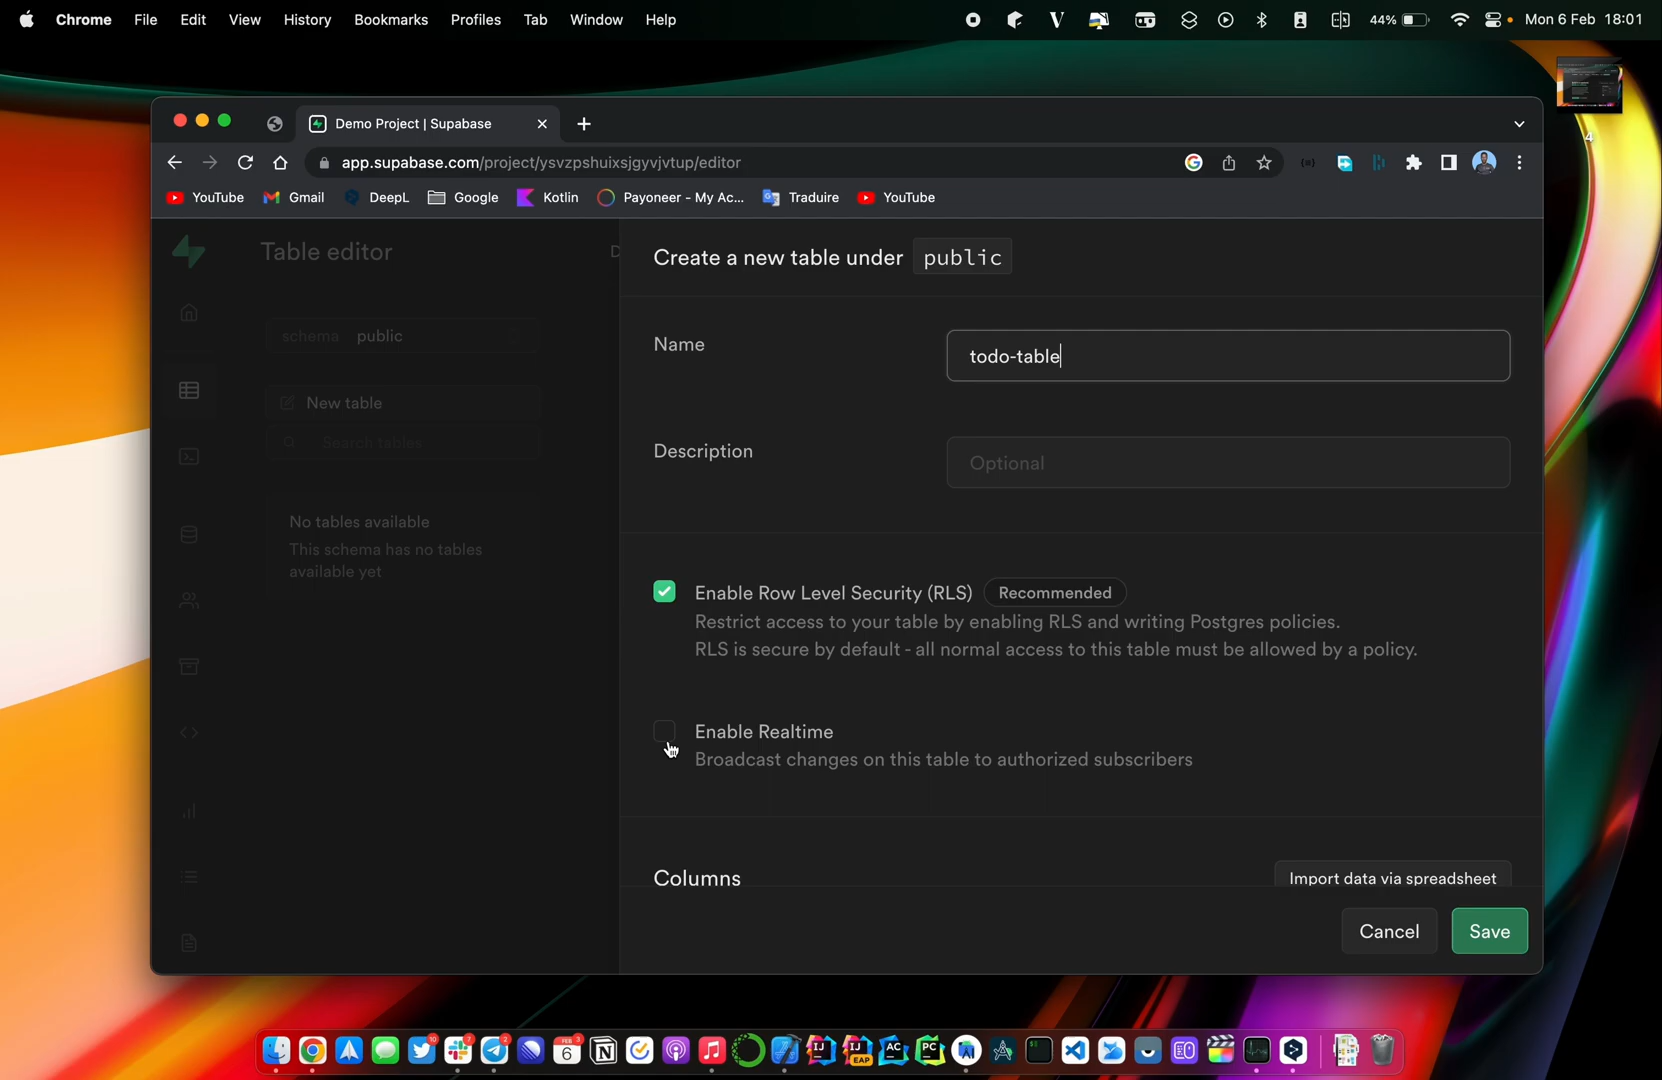 Chrome File Edit View History Bookmarks Profiles Tab Window Help 44% Mon 6 Feb 18:01
4
Demo Project | Supabase
app.supabase.com/project/ysvzpshuixsjgyvjvtup/editor
YouTube Gmail DeepL Google Kotlin Payoneer - My Ac... Traduire YouTube
Table editor
D
Create a new table under public
schema public
Name
todo-table
New table
Search tables
Description
Optional
No tables available
This schema has no tables
available yet
Enable Row Level Security (RLS) Recommended
Restrict access to your table by enabling RLS and writing Postgres policies.
RLS is secure by default - all normal access to this table must be allowed by a policy.
Enable Realtime
Broadcast changes on this table to authorized subscribers
Columns
Import data via spreadsheet
Cancel
Save